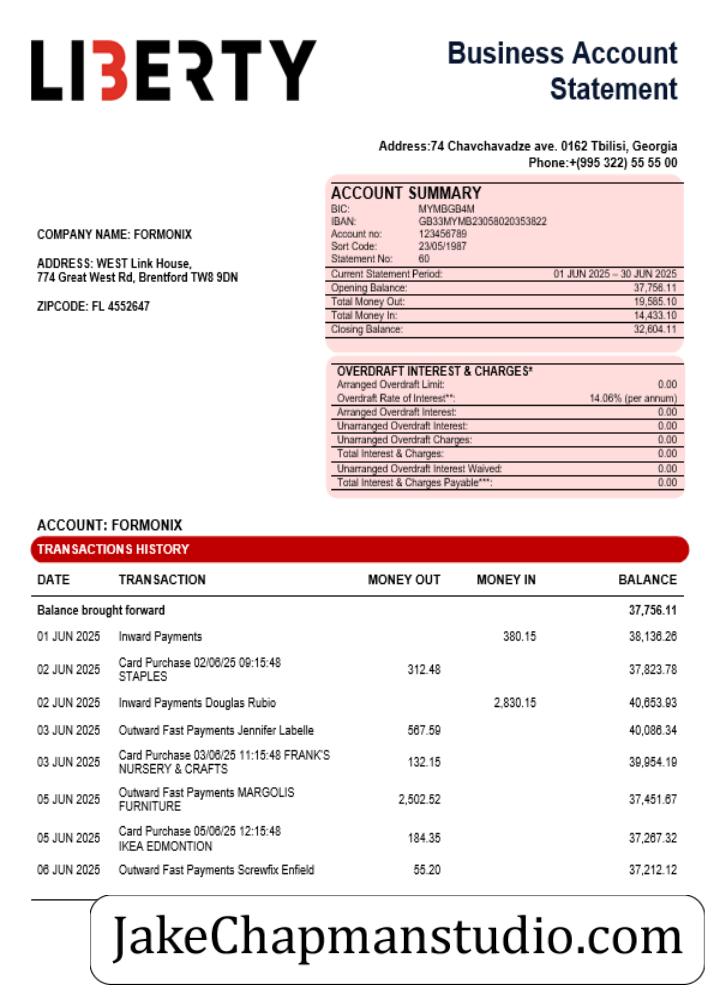 LIBERTY
Business Account
Statement
Address:74 Chavchavadze ave. 0162 Tbilisi, Georgia
Phone:+(995 322) 55 55 00
COMPANY NAME: FORMONIX
ADDRESS: WEST Link House,
774 Great West Rd, Brentford TW8 9DN
ZIPCODE: FL 4552647
ACCOUNT SUMMARY
BIC: MYMBGB4M
IBAN: GB33MYMB23058020353822
Account no: 123456789
Sort Code: 23/05/1987
Statement No: 60
Current Statement Period: 01 JUN 2025 – 30 JUN 2025
Opening Balance: 37,756.11
Total Money Out: 19,585.10
Total Money In: 14,433.10
Closing Balance: 32,604.11
OVERDRAFT INTEREST & CHARGES*
Arranged Overdraft Limit: 0.00
Overdraft Rate of Interest**: 14.06% (per annum)
Arranged Overdraft Interest: 0.00
Unarranged Overdraft Interest: 0.00
Unarranged Overdraft Charges: 0.00
Total Interest & Charges: 0.00
Unarranged Overdraft Interest Waived: 0.00
Total Interest & Charges Payable***: 0.00
ACCOUNT: FORMONIX
TRANSACTIONS HISTORY
DATE TRANSACTION MONEY OUT MONEY IN BALANCE
Balance brought forward 37,756.11
01 JUN 2025 Inward Payments 380.15 38,136.26
02 JUN 2025 Card Purchase 02/06/25 09:15:48
STAPLES 312.48 37,823.78
02 JUN 2025 Inward Payments Douglas Rubio 2,830.15 40,653.93
03 JUN 2025 Outward Fast Payments Jennifer Labelle 567.59 40,086.34
03 JUN 2025 Card Purchase 03/06/25 11:15:48 FRANK'S
NURSERY & CRAFTS 132.15 39,954.19
05 JUN 2025 Outward Fast Payments MARGOLIS
FURNITURE 2,502.52 37,451.67
05 JUN 2025 Card Purchase 05/06/25 12:15:48
IKEA EDMONTION 184.35 37,267.32
06 JUN 2025 Outward Fast Payments Screwfix Enfield 55.20 37,212.12
JakeChapmanstudio.com